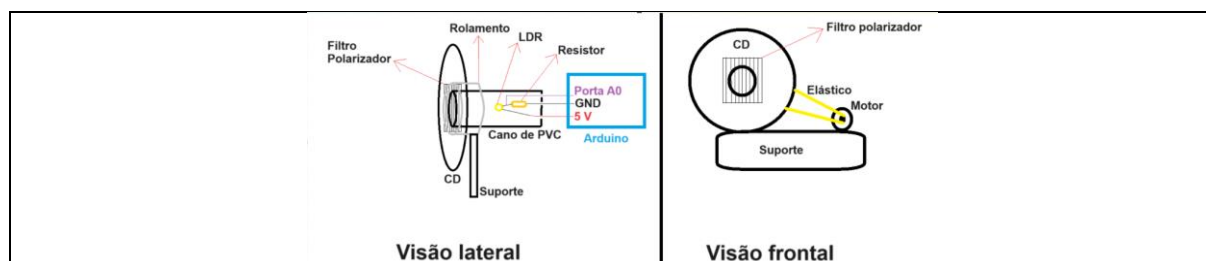 Rolamento
LDR
Filtro
Polarizador
Resistor
Porta A0
GND
5 V
Cano de PVC
Arduino
CD
Suporte
Visão lateral
Filtro polarizador
CD
Elástico
Motor
Suporte
Visão frontal